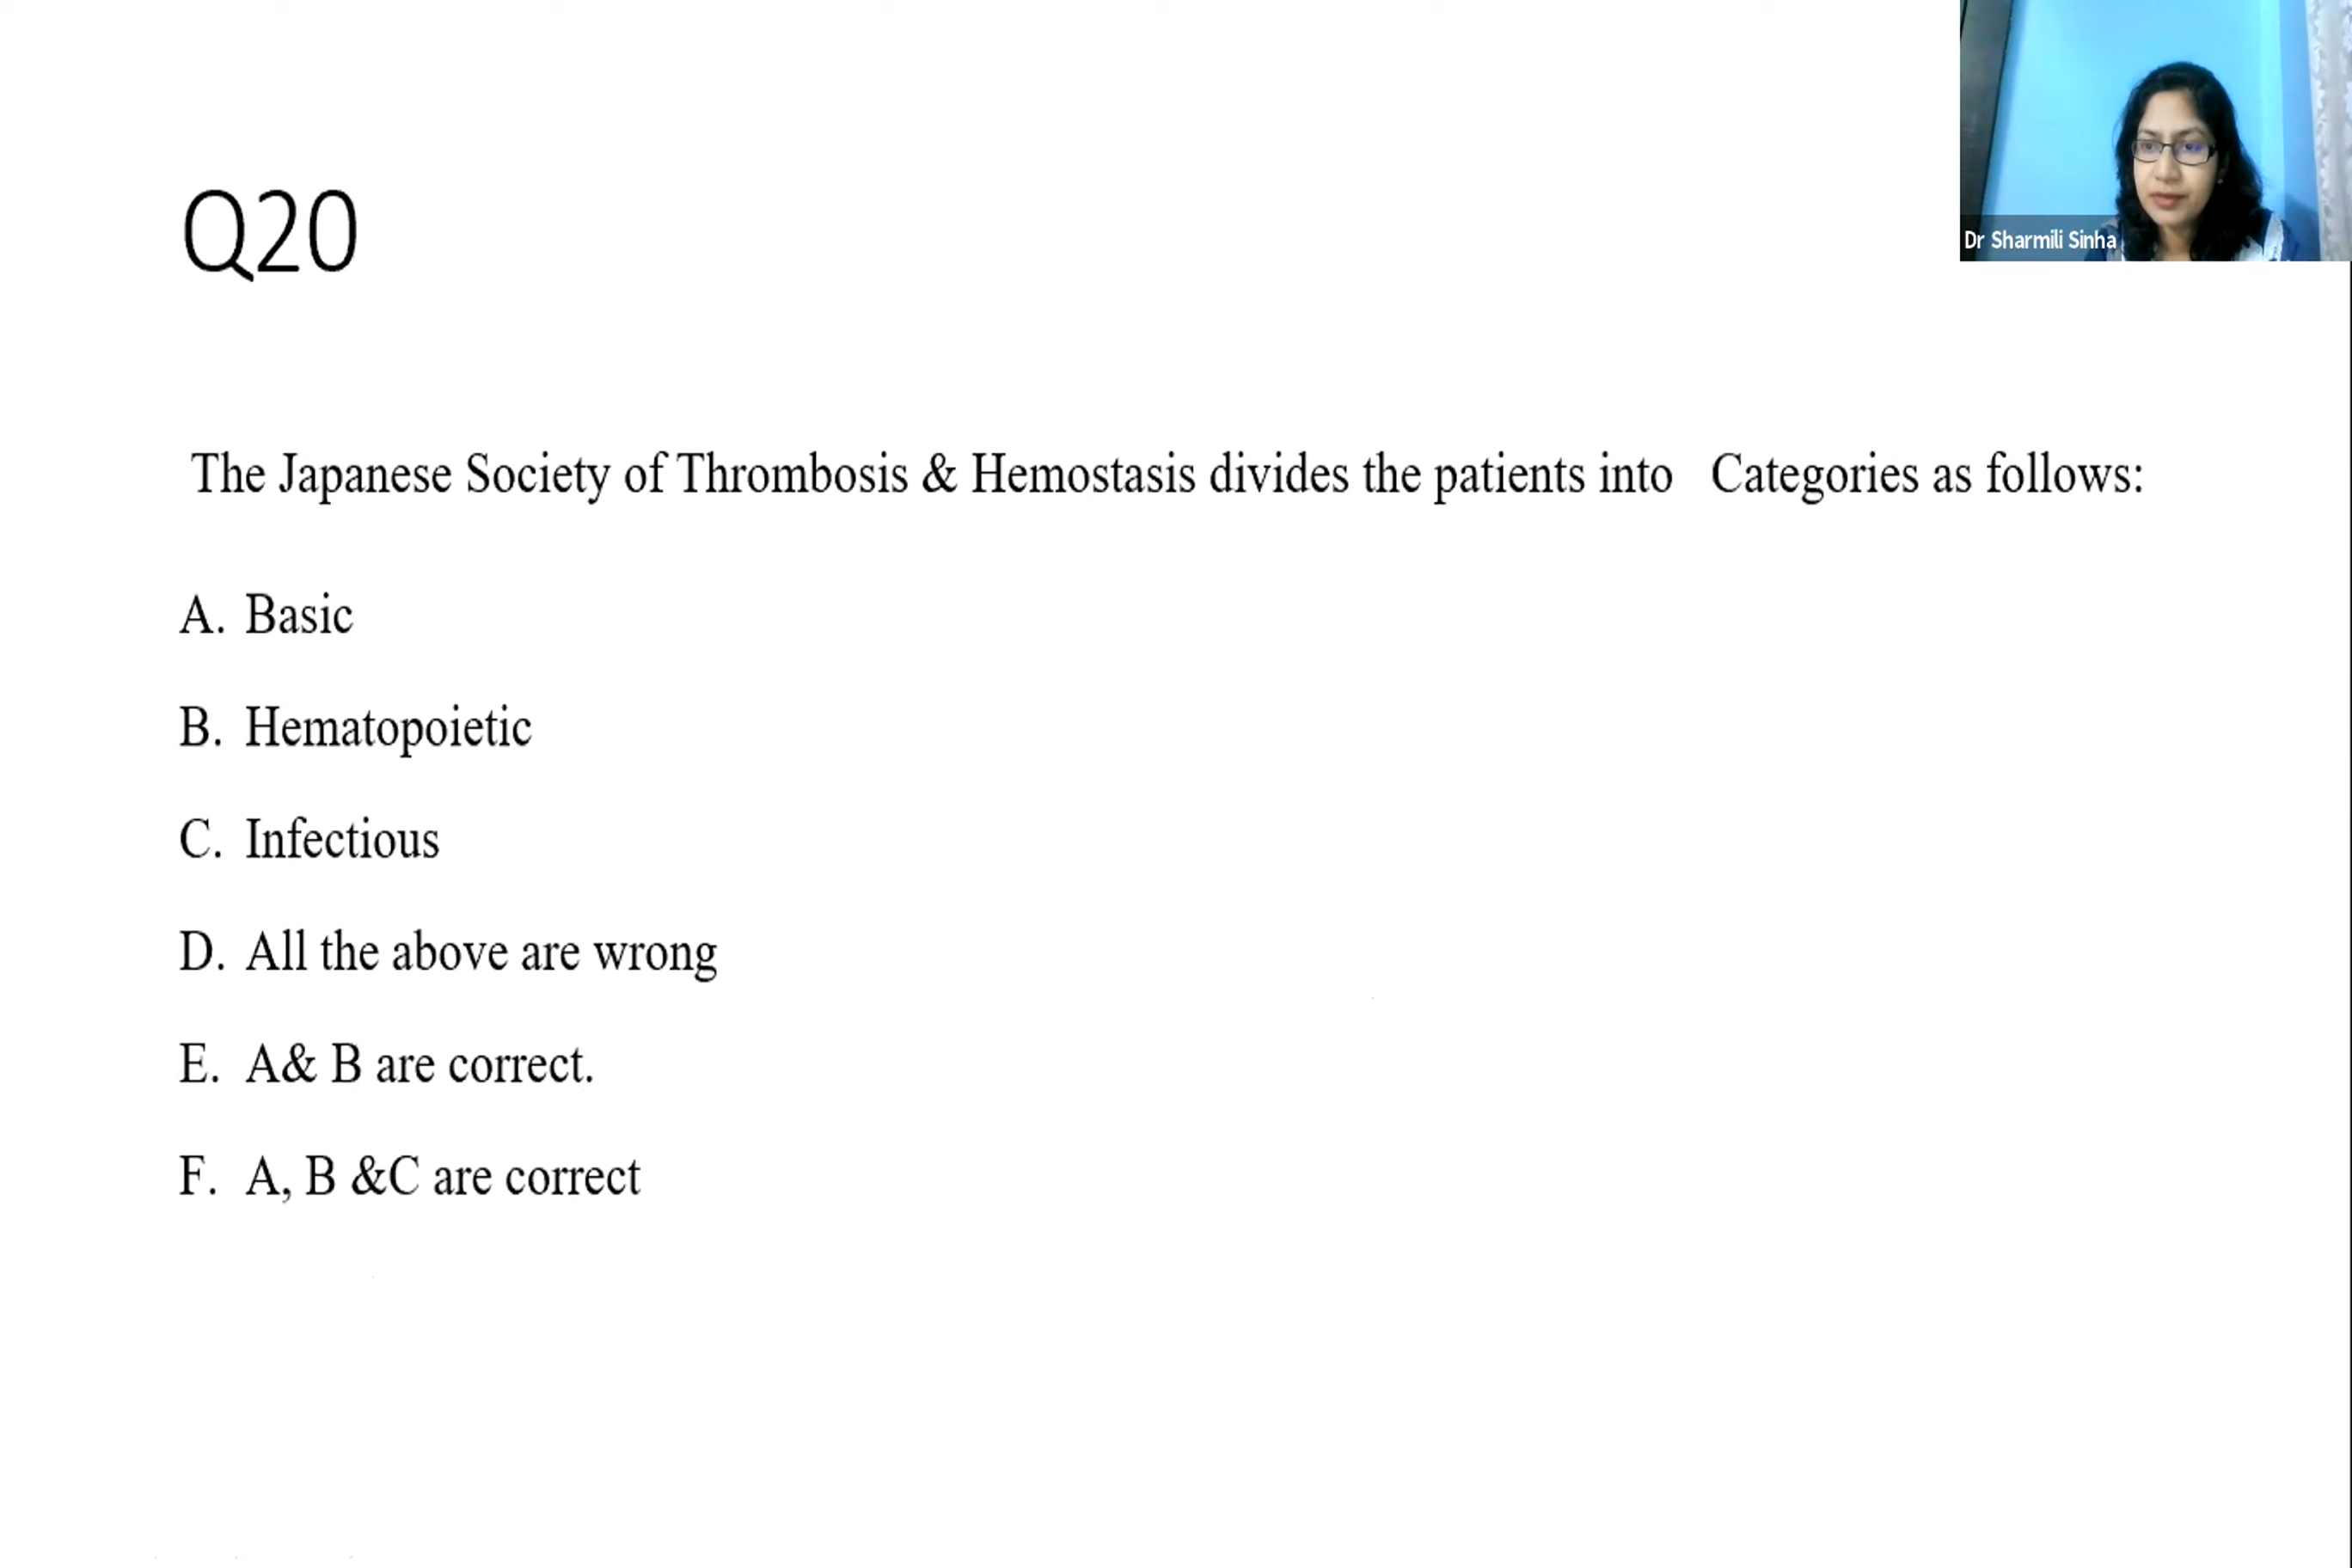 Dr Sharmili Sinha
Q20
The Japanese Society of Thrombosis & Hemostasis divides the patients into   Categories as follows:
A. Basic
B. Hematopoietic
C. Infectious
D. All the above are wrong
E. A& B are correct.
F. A, B &C are correct